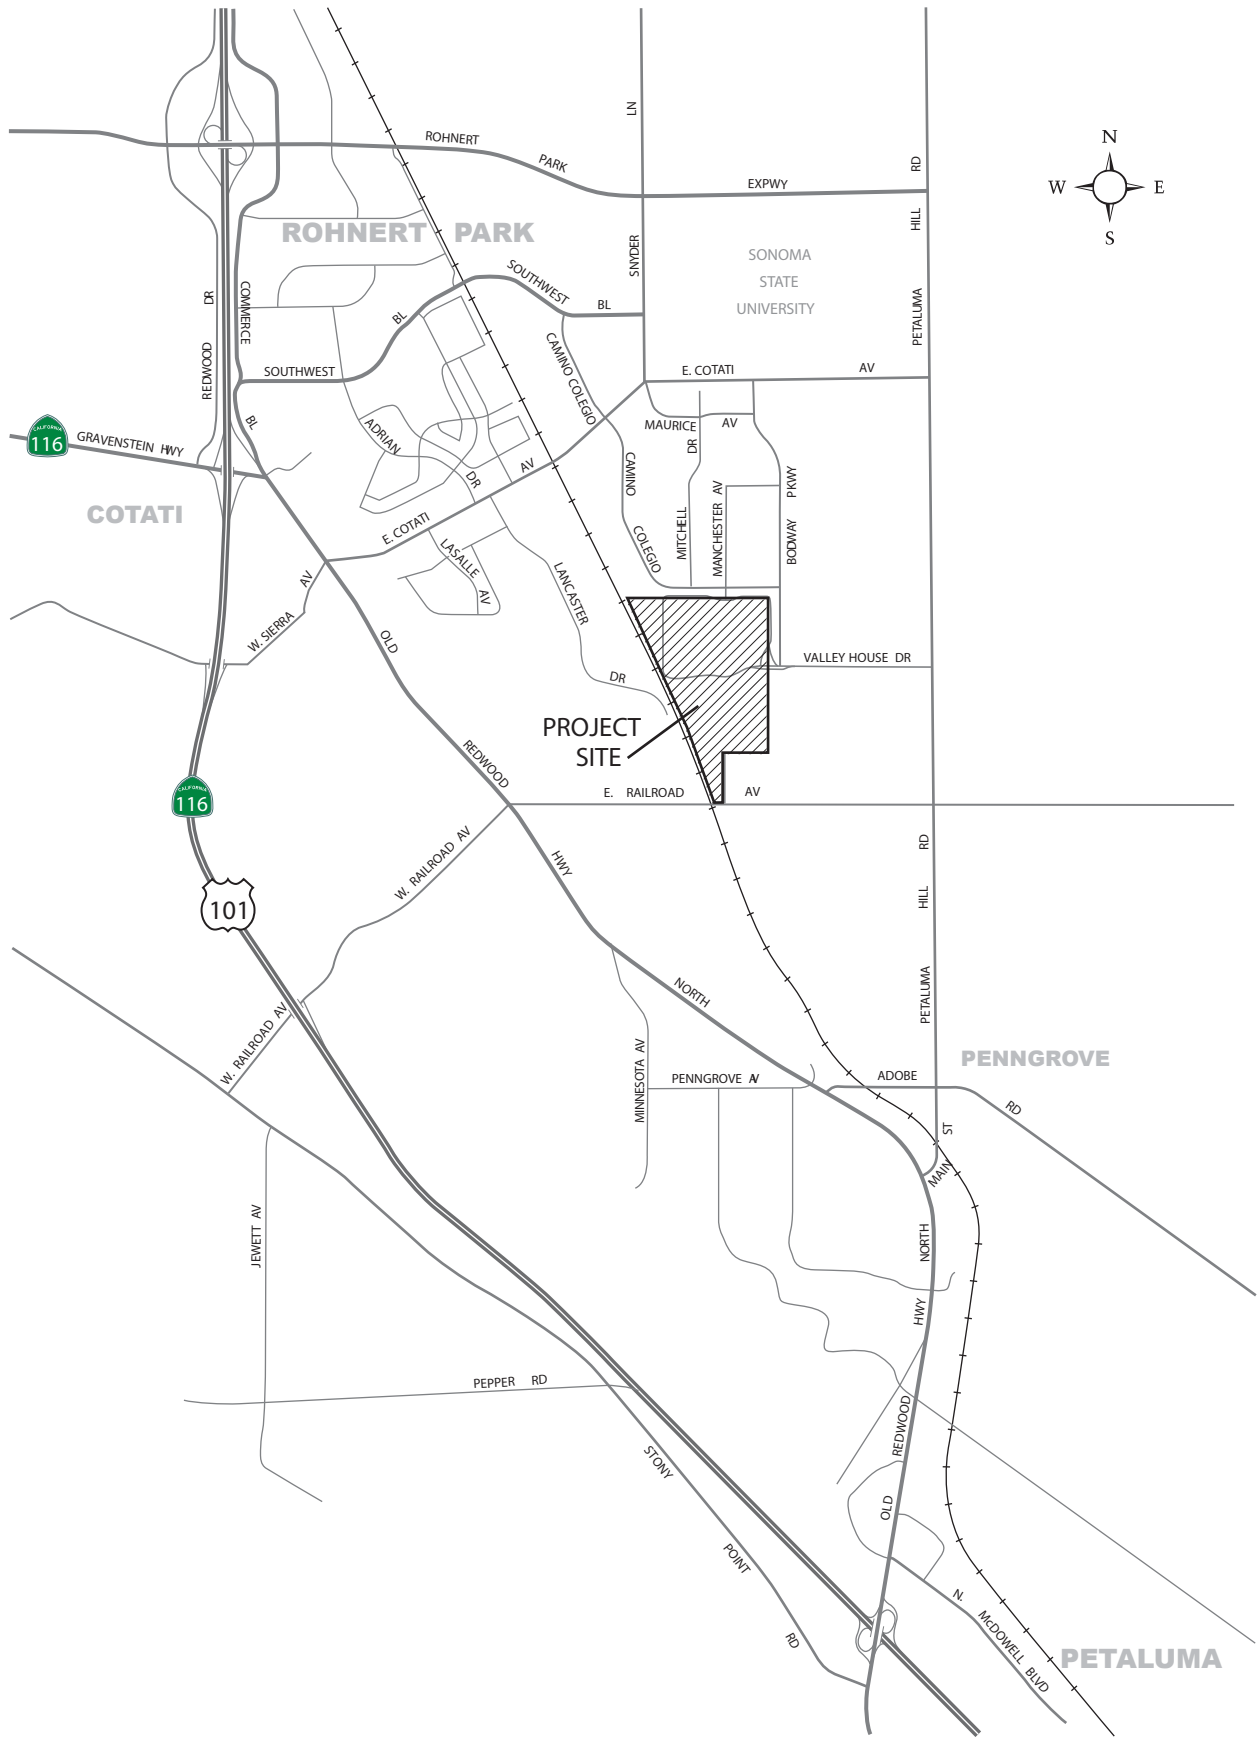 LN
N
ROHNERT
PARK
RD
EXPWY
W E
HILL
S
ROHNERT PARK
SNYDER
SONOMA
STATE
UNIVERSITY
SOUTHWEST
DR
COMMERCE
BL
BL
PETALUMA
REDWOOD
SOUTHWEST
CAMINO COLEGIO
E. COTATI
AV
BL
ADRIAN
MAURICE AV
CALIFORNIA
116
GRAVENSTEIN HWY
DR
AV
CAMINO
DR
MANCHESTER AV
PKWY
COTATI
E. COTATI
COLEGIO
MITCHELL
BODWAY
LASALLE
AV
LANCASTER
AV
W. SIERRA
OLD
DR
VALLEY HOUSE DR
PROJECT
SITE
REDWOOD
CALIFORNIA
116
E. RAILROAD
AV
W. RAILROAD AV
HWY
RD
HILL
101
PETALUMA
NORTH
W. RAILROAD AV
MINNESOTA AV
PENNGROVE
PENNGROVE AV
ADOBE
RD
ST
MAIN
JEWETT AV
NORTH
HWY
PEPPER RD
REDWOOD
STONY
OLD
POINT
N.
McDOWELL BLVD
RD
PETALUMA